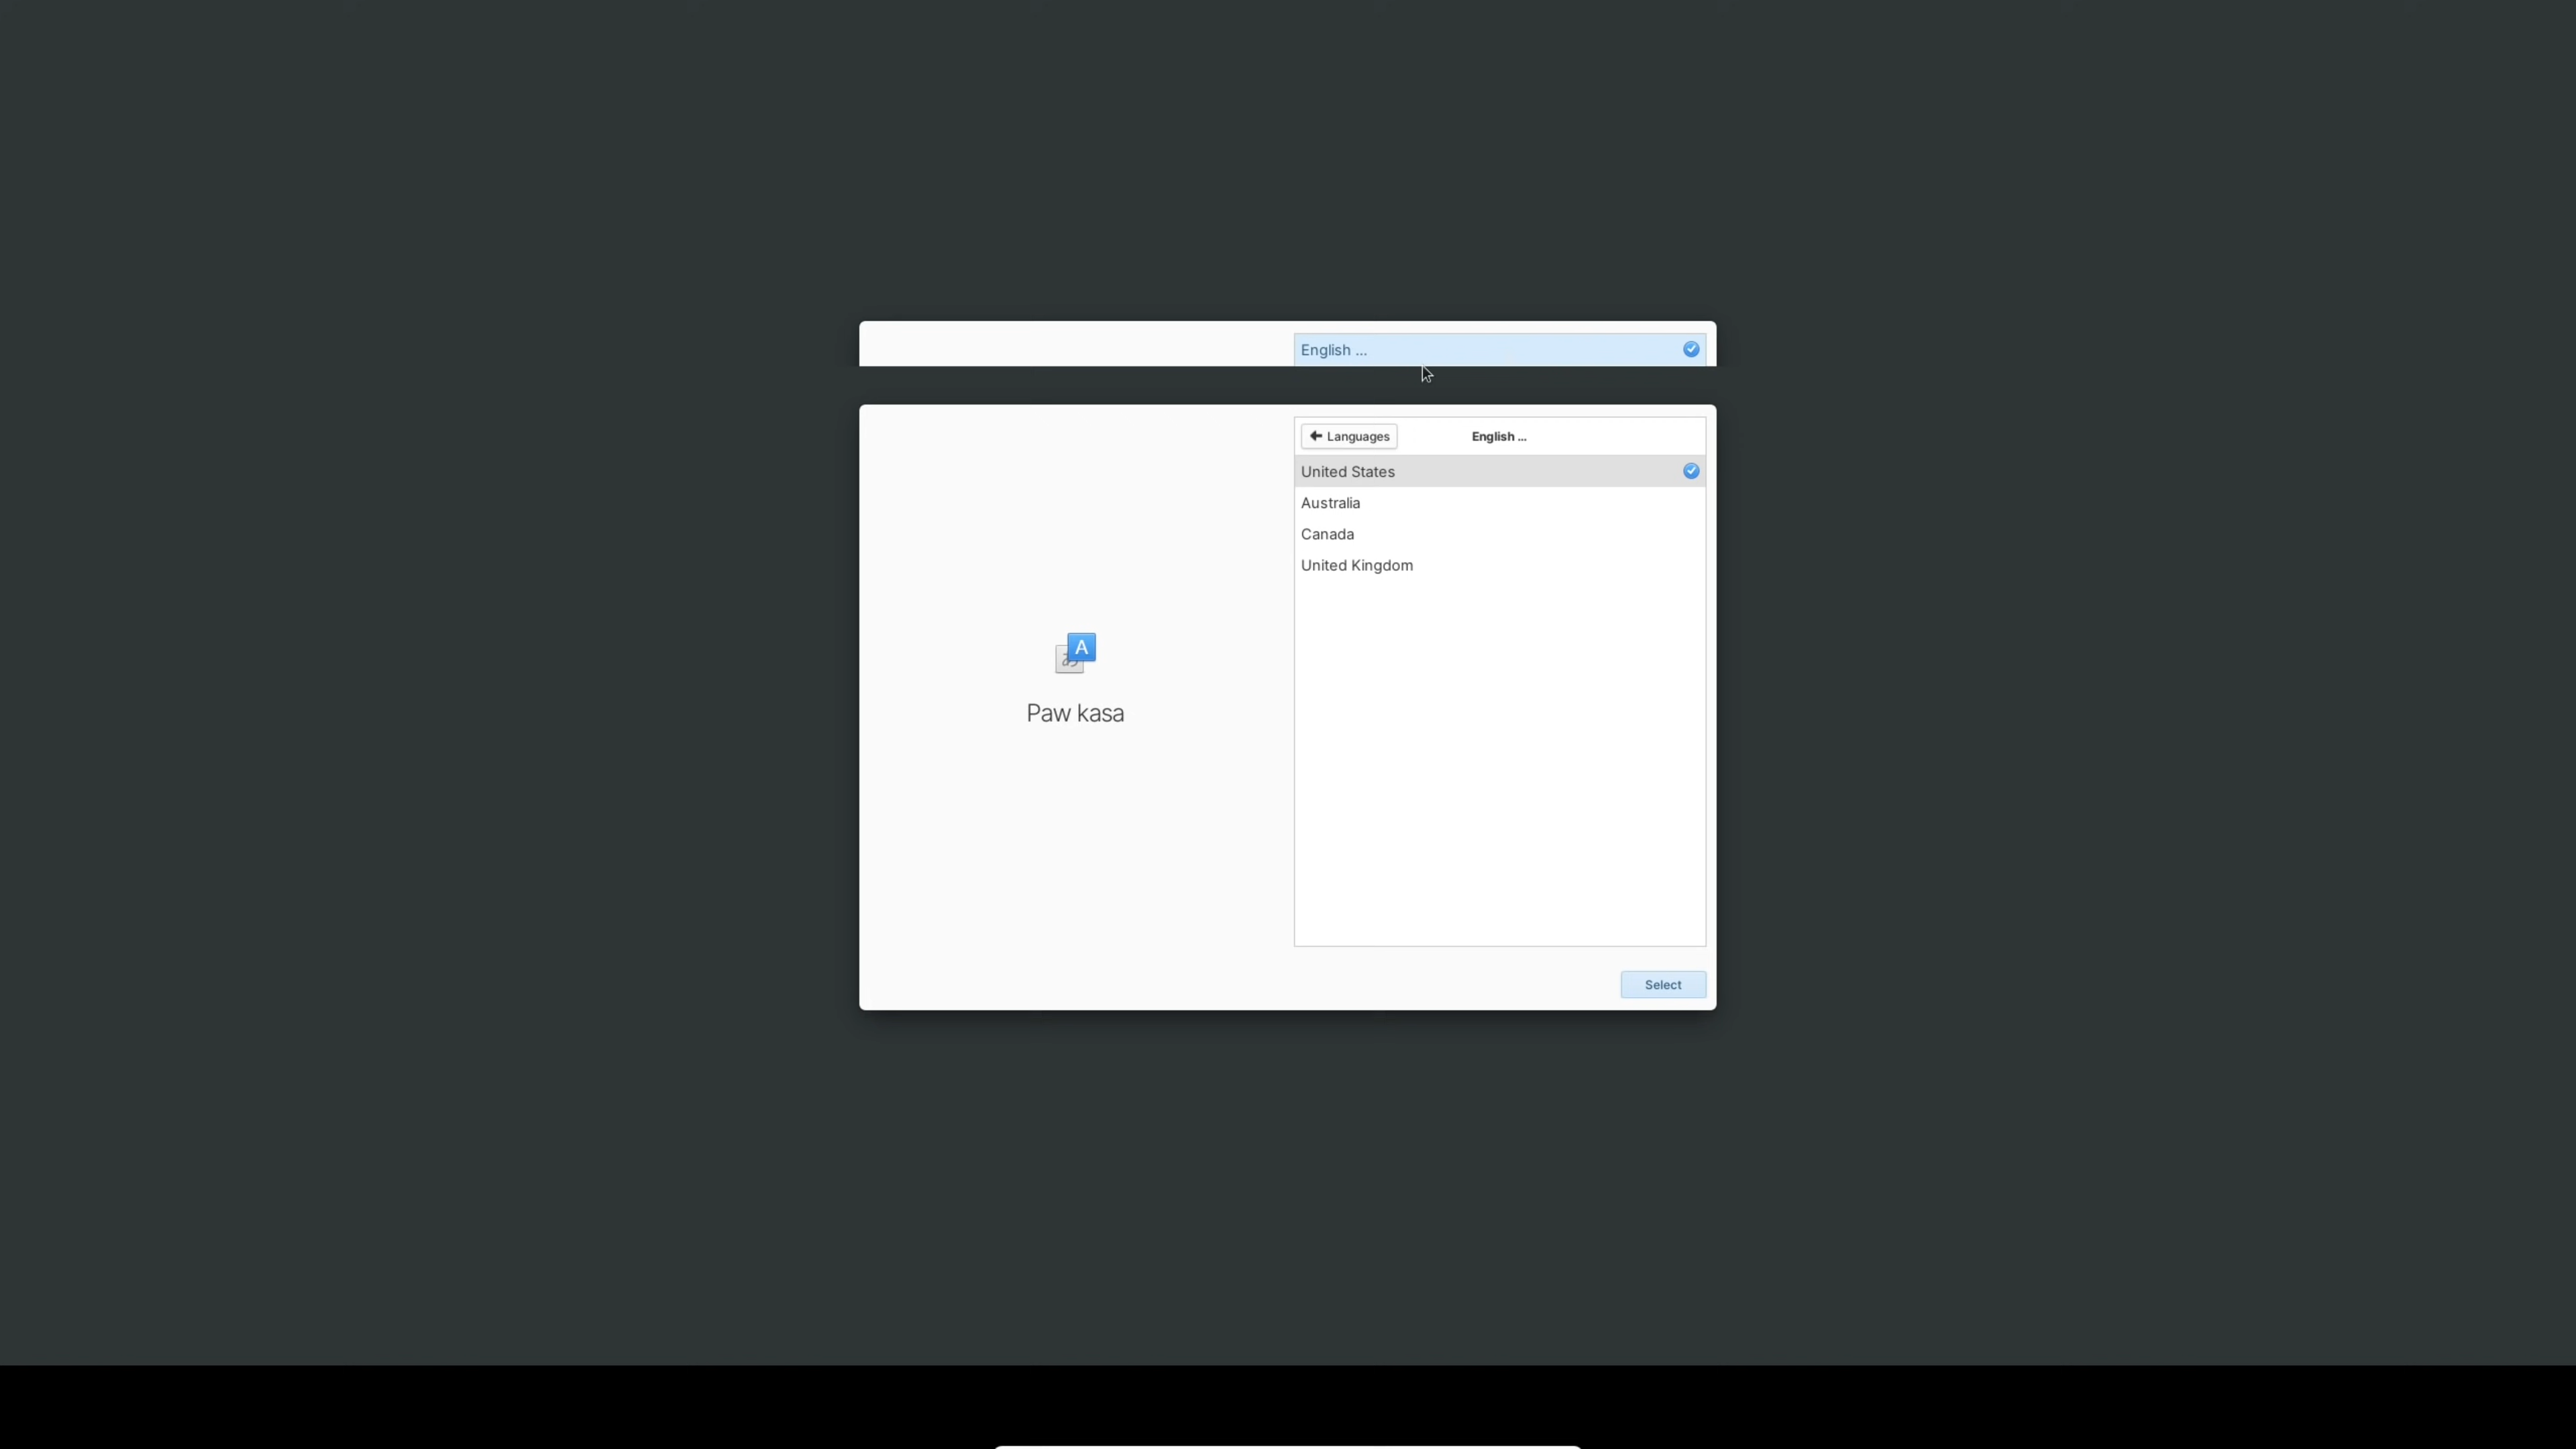 English ...
Languages
English ...
United States
Australia
Canada
United Kingdom
A
Paw kasa
Select